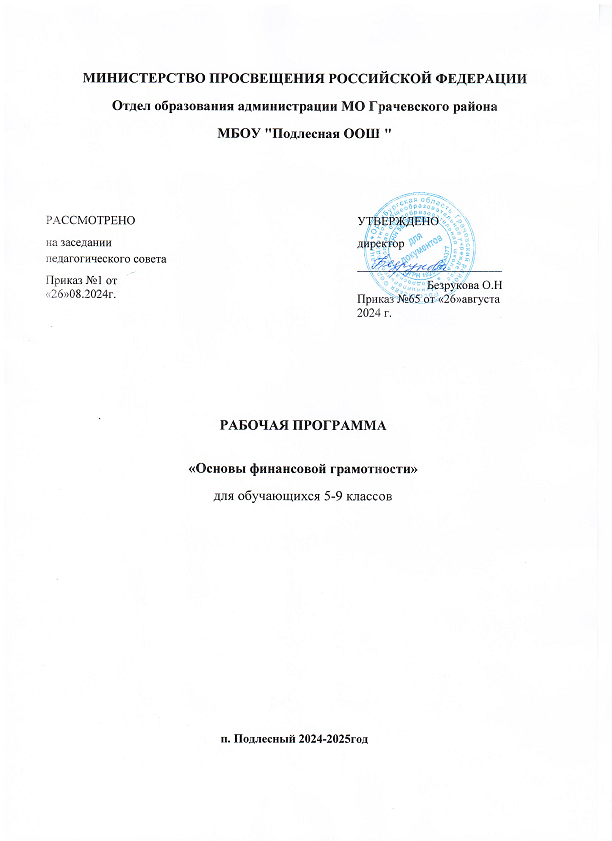 МИНИСТЕРСТВО ПРОСВЕЩЕНИЯ РОССИЙСКОЙ ФЕДЕРАЦИИ
Отдел образования администрации МО Грачевского района
МБОУ "Подлесная ООШ "
РАССМОТРЕНО
на заседании
педагогического совета
Приказ №1 от
«26»08.2024г.
УТВЕРЖДЕНО
директор
для
документов
Безрукова О.Н
Приказ №65 от «26»августа
2024 г.
РАБОЧАЯ ПРОГРАММА
«Основы финансовой грамотности»
для обучающихся 5-9 классов
п. Подлесный 2024-2025год